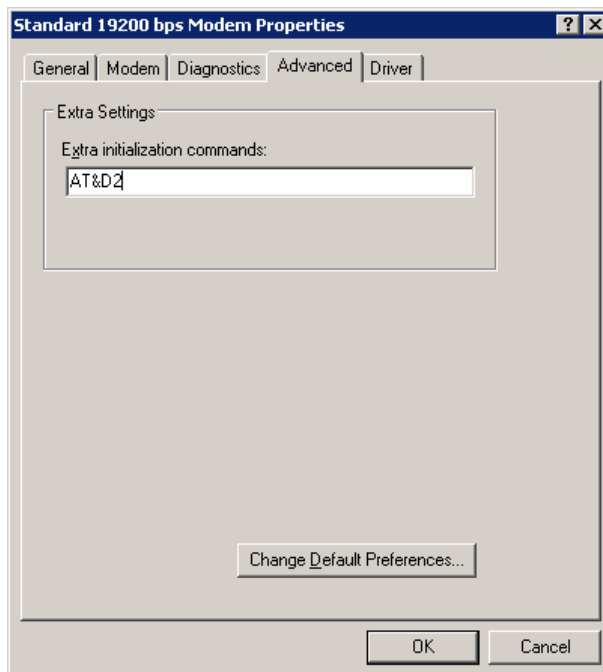 Standard 19200 bps Modem Properties
General Modem Diagnostics Advanced Driver
Extra Settings
Extra initialization commands:
AT&D2
Change Default Preferences...
OK Cancel